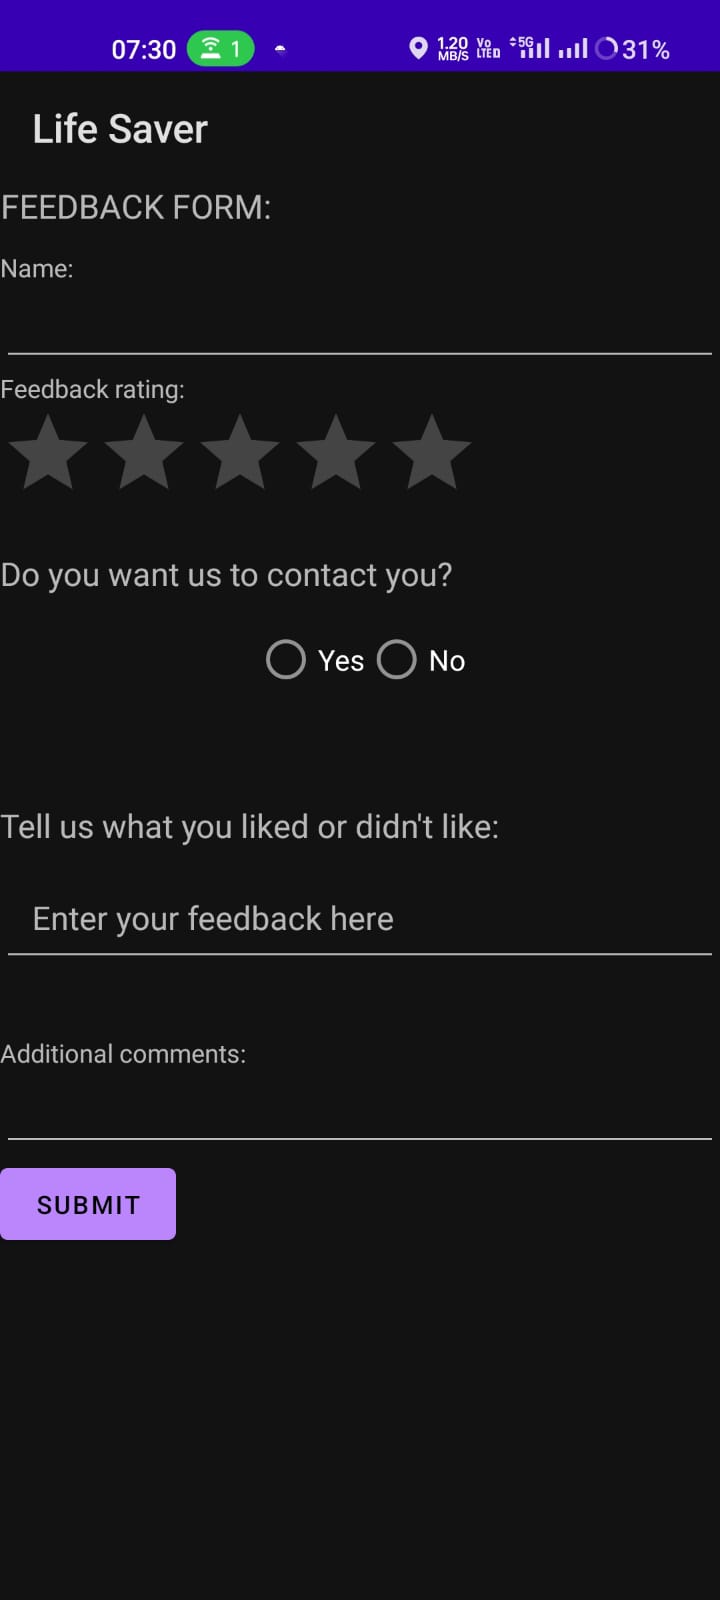 07:30 1 1.20 MB/S Vo LTE D 5G 31%
Life Saver
FEEDBACK FORM:
Name:
Feedback rating:
Do you want us to contact you?
Yes No
Tell us what you liked or didn't like:
Enter your feedback here
Additional comments:
SUBMIT